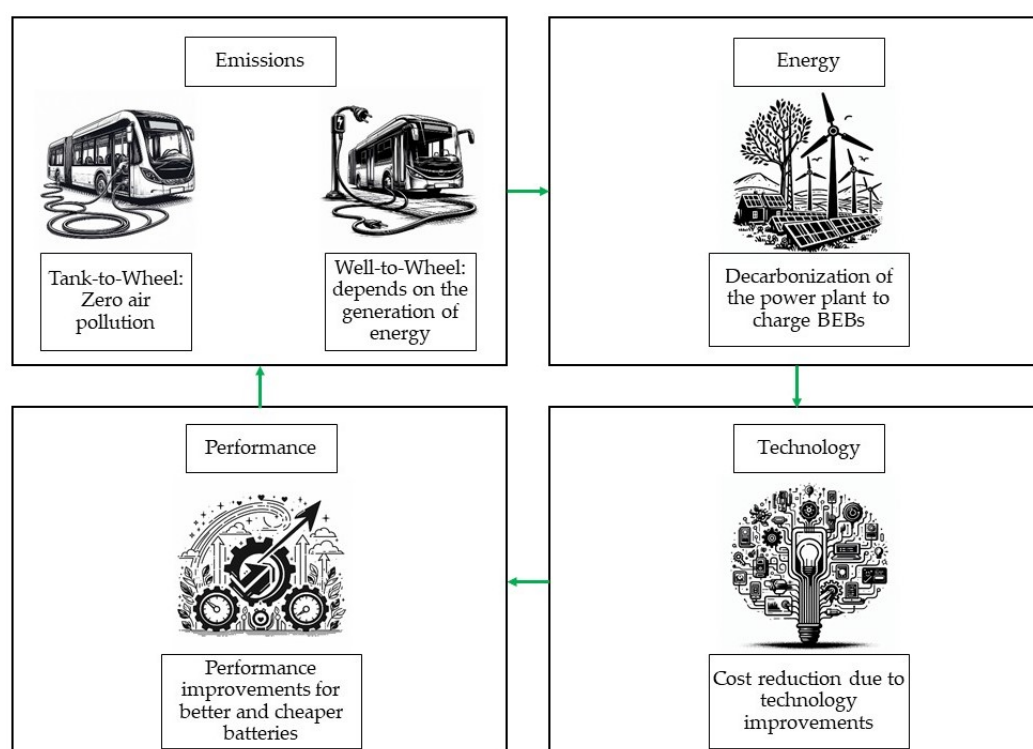 Emissions
Tank-to-Wheel:
Zero air
pollution
Well-to-Wheel:
depends on the
generation of
energy
Energy
Decarbonization of
the power plant to
charge BEBs
Performance
Performance
improvements for
better and cheaper
batteries
Technology
Cost reduction due to
technology
improvements